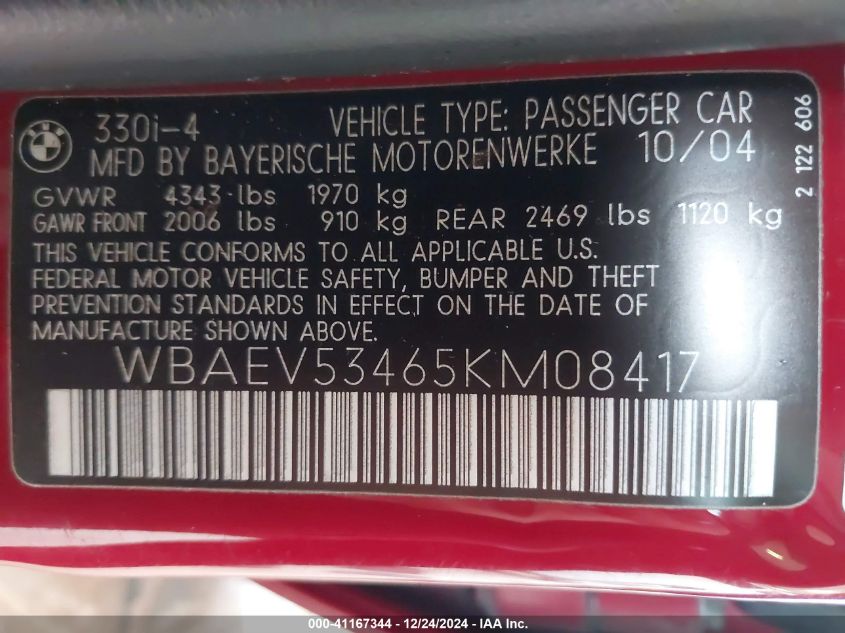 BMW
330i-4 VEHICLE TYPE: PASSENGER CAR
MFD BY BAYERISCHE MOTORENWERKE 10/04
GVWR 4343 lbs 1970 kg
GAWR FRONT 2006 lbs 910 kg REAR 2469 lbs 1120 kg
THIS VEHICLE CONFORMS TO ALL APPLICABLE U.S.
FEDERAL MOTOR VEHICLE SAFETY, BUMPER AND THEFT
PREVENTION STANDARDS IN EFFECT ON THE DATE OF
MANUFACTURE SHOWN ABOVE.
WBAEV53465KM08417
2 122 606
000-41167344 - 12/24/2024 - IAA Inc.